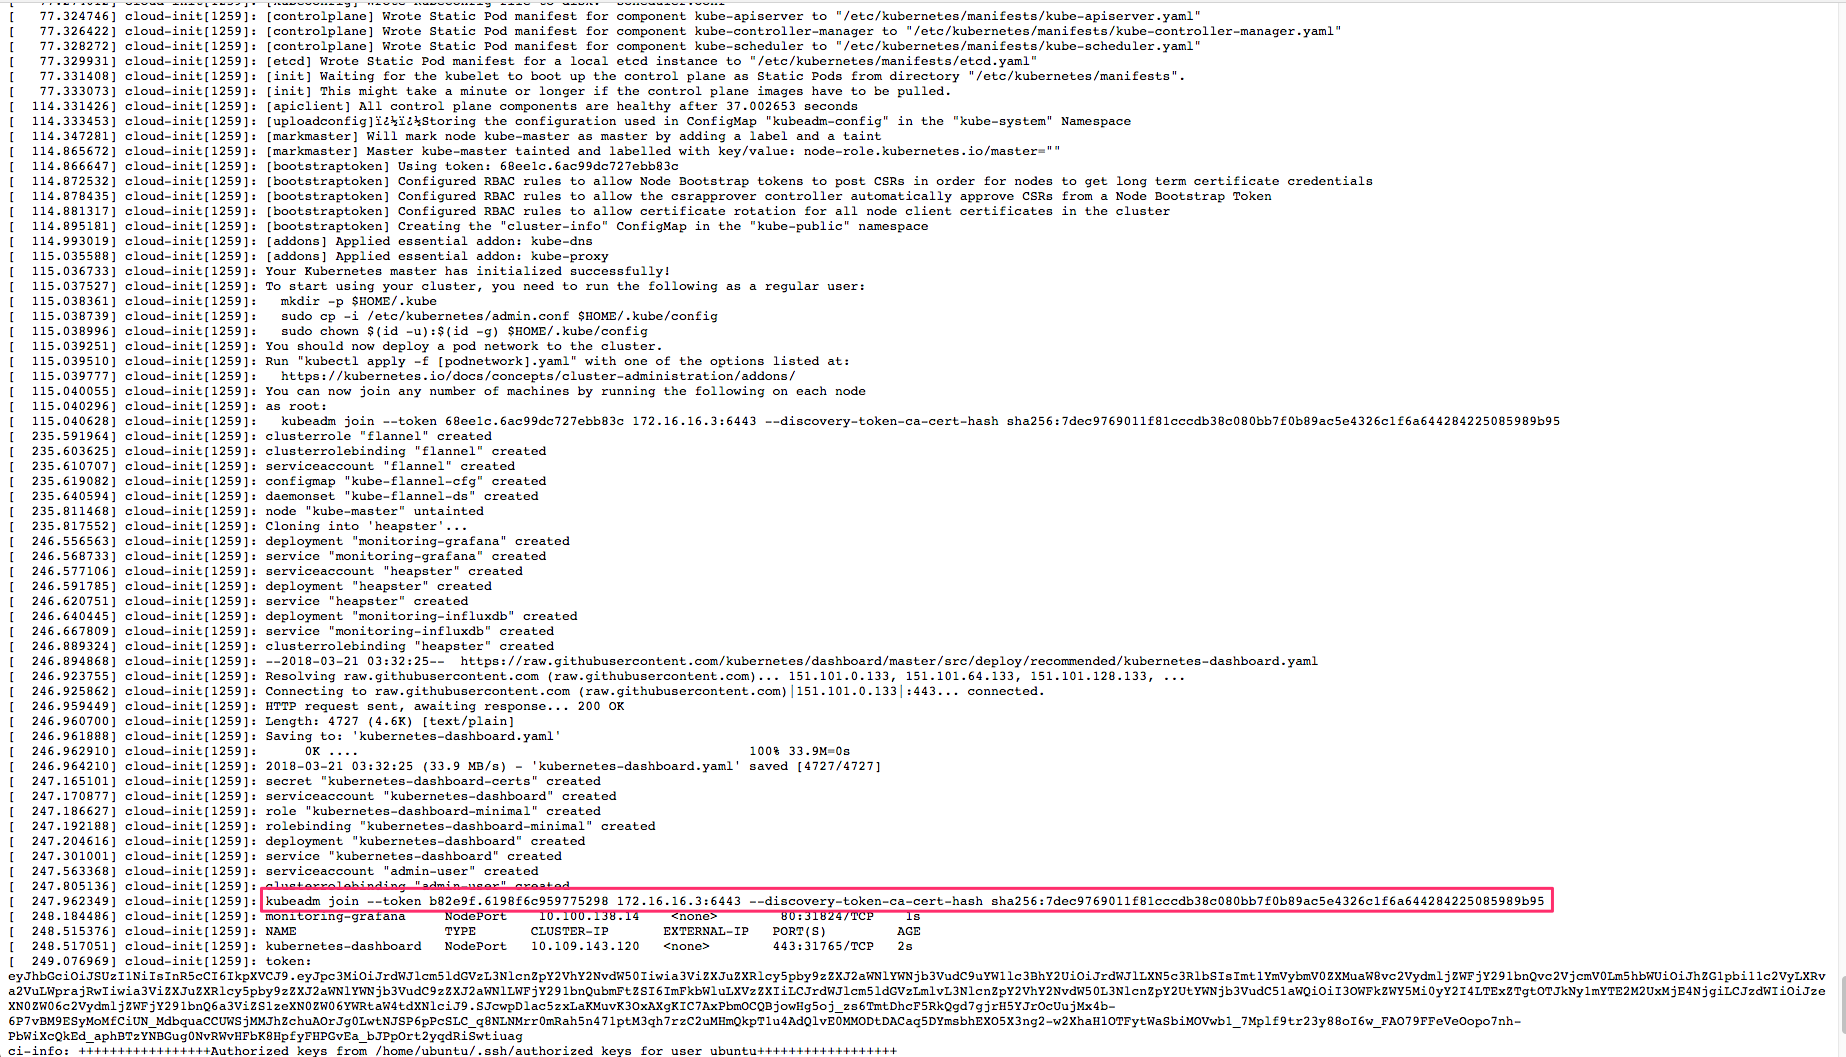 [ 77.324746] cloud-init[1259]: [controlplane] Wrote Static Pod manifest for component kube-apiserver to "/etc/kubernetes/manifests/kube-apiserver.yaml"
[ 77.326422] cloud-init[1259]: [controlplane] Wrote Static Pod manifest for component kube-controller-manager to "/etc/kubernetes/manifests/kube-controller-manager.yaml"
[ 77.328272] cloud-init[1259]: [controlplane] Wrote Static Pod manifest for component kube-scheduler to "/etc/kubernetes/manifests/kube-scheduler.yaml"
[ 77.329931] cloud-init[1259]: [etcd] Wrote Static Pod manifest for a local etcd instance to "/etc/kubernetes/manifests/etcd.yaml"
[ 77.331408] cloud-init[1259]: [init] Waiting for the kubelet to boot up the control plane as Static Pods from directory "/etc/kubernetes/manifests".
[ 77.333073] cloud-init[1259]: [init] This might take a minute or longer if the control plane images have to be pulled.
[ 114.331426] cloud-init[1259]: [apiclient] All control plane components are healthy after 37.002653 seconds
[ 114.333453] cloud-init[1259]: [uploadconfig]ï¿½ï¿½Storing the configuration used in ConfigMap "kubeadm-config" in the "kube-system" Namespace
[ 114.347281] cloud-init[1259]: [markmaster] Will mark node kube-master as master by adding a label and a taint
[ 114.865672] cloud-init[1259]: [markmaster] Master kube-master tainted and labelled with key/value: node-role.kubernetes.io/master=""
[ 114.866647] cloud-init[1259]: [bootstraptoken] Using token: 68ee1c.6ac99dc727ebb83c
[ 114.872532] cloud-init[1259]: [bootstraptoken] Configured RBAC rules to allow Node Bootstrap tokens to post CSRs in order for nodes to get long term certificate credentials
[ 114.878435] cloud-init[1259]: [bootstraptoken] Configured RBAC rules to allow the csrapprover controller automatically approve CSRs from a Node Bootstrap Token
[ 114.881317] cloud-init[1259]: [bootstraptoken] Configured RBAC rules to allow certificate rotation for all node client certificates in the cluster
[ 114.895181] cloud-init[1259]: [bootstraptoken] Creating the "cluster-info" ConfigMap in the "kube-public" namespace
[ 114.993019] cloud-init[1259]: [addons] Applied essential addon: kube-dns
[ 115.035588] cloud-init[1259]: [addons] Applied essential addon: kube-proxy
[ 115.036733] cloud-init[1259]: Your Kubernetes master has initialized successfully!
[ 115.037527] cloud-init[1259]: To start using your cluster, you need to run the following as a regular user:
[ 115.038361] cloud-init[1259]: mkdir -p $HOME/.kube
[ 115.038739] cloud-init[1259]: sudo cp -i /etc/kubernetes/admin.conf $HOME/.kube/config
[ 115.038996] cloud-init[1259]: sudo chown $(id -u):$(id -g) $HOME/.kube/config
[ 115.039251] cloud-init[1259]: You should now deploy a pod network to the cluster.
[ 115.039510] cloud-init[1259]: Run "kubectl apply -f [podnetwork].yaml" with one of the options listed at:
[ 115.039777] cloud-init[1259]: https://kubernetes.io/docs/concepts/cluster-administration/addons/
[ 115.040055] cloud-init[1259]: You can now join any number of machines by running the following on each node
[ 115.040296] cloud-init[1259]: as root:
[ 115.040628] cloud-init[1259]: kubeadm join --token 68ee1c.6ac99dc727ebb83c 172.16.16.3:6443 --discovery-token-ca-cert-hash sha256:7dec9769011f81cccdb38c080bb7f0b89ac5e4326c1f6a644284225085989b95
[ 235.591964] cloud-init[1259]: clusterrole "flannel" created
[ 235.603625] cloud-init[1259]: clusterrolebinding "flannel" created
[ 235.610707] cloud-init[1259]: serviceaccount "flannel" created
[ 235.619082] cloud-init[1259]: configmap "kube-flannel-cfg" created
[ 235.640594] cloud-init[1259]: daemonset "kube-flannel-ds" created
[ 235.811468] cloud-init[1259]: node "kube-master" untainted
[ 235.817552] cloud-init[1259]: Cloning into 'heapster'...
[ 246.556563] cloud-init[1259]: deployment "monitoring-grafana" created
[ 246.568733] cloud-init[1259]: service "monitoring-grafana" created
[ 246.577106] cloud-init[1259]: serviceaccount "heapster" created
[ 246.591785] cloud-init[1259]: deployment "heapster" created
[ 246.620751] cloud-init[1259]: service "heapster" created
[ 246.640445] cloud-init[1259]: deployment "monitoring-influxdb" created
[ 246.667809] cloud-init[1259]: service "monitoring-influxdb" created
[ 246.889324] cloud-init[1259]: clusterrolebinding "heapster" created
[ 246.894868] cloud-init[1259]: --2018-03-21 03:32:25-- https://raw.githubusercontent.com/kubernetes/dashboard/master/src/deploy/recommended/kubernetes-dashboard.yaml
[ 246.923755] cloud-init[1259]: Resolving raw.githubusercontent.com (raw.githubusercontent.com)... 151.101.0.133, 151.101.64.133, 151.101.128.133, ...
[ 246.925862] cloud-init[1259]: Connecting to raw.githubusercontent.com (raw.githubusercontent.com)|151.101.0.133|:443... connected.
[ 246.959449] cloud-init[1259]: HTTP request sent, awaiting response... 200 OK
[ 246.960700] cloud-init[1259]: Length: 4727 (4.6K) [text/plain]
[ 246.961888] cloud-init[1259]: Saving to: 'kubernetes-dashboard.yaml'
[ 246.962910] cloud-init[1259]: 0K .... 100% 33.9M=0s
[ 246.964210] cloud-init[1259]: 2018-03-21 03:32:25 (33.9 MB/s) - 'kubernetes-dashboard.yaml' saved [4727/4727]
[ 247.165101] cloud-init[1259]: secret "kubernetes-dashboard-certs" created
[ 247.170877] cloud-init[1259]: serviceaccount "kubernetes-dashboard" created
[ 247.186627] cloud-init[1259]: role "kubernetes-dashboard-minimal" created
[ 247.192188] cloud-init[1259]: rolebinding "kubernetes-dashboard-minimal" created
[ 247.204616] cloud-init[1259]: deployment "kubernetes-dashboard" created
[ 247.301001] cloud-init[1259]: service "kubernetes-dashboard" created
[ 247.563368] cloud-init[1259]: serviceaccount "admin-user" created
[ 247.805136] cloud-init[1259]: clusterrolebinding "admin-user" created
[ 247.962349] cloud-init[1259]: kubeadm join --token b82e9f.6198f6c959775298 172.16.16.3:6443 --discovery-token-ca-cert-hash sha256:7dec9769011f81cccdb38c080bb7f0b89ac5e4326c1f6a644284225085989b95
[ 248.184486] cloud-init[1259]: monitoring-grafana NodePort 10.100.138.14 <none> 80:31824/TCP 1s
[ 248.515376] cloud-init[1259]: NAME TYPE CLUSTER-IP EXTERNAL-IP PORT(S) AGE
[ 248.517051] cloud-init[1259]: kubernetes-dashboard NodePort 10.109.143.120 <none> 443:31765/TCP 2s
[ 249.076969] cloud-init[1259]: token:
ci-info: +++++++++++++++++Authorized keys from /home/ubuntu/.ssh/authorized_keys for user ubuntu++++++++++++++++++